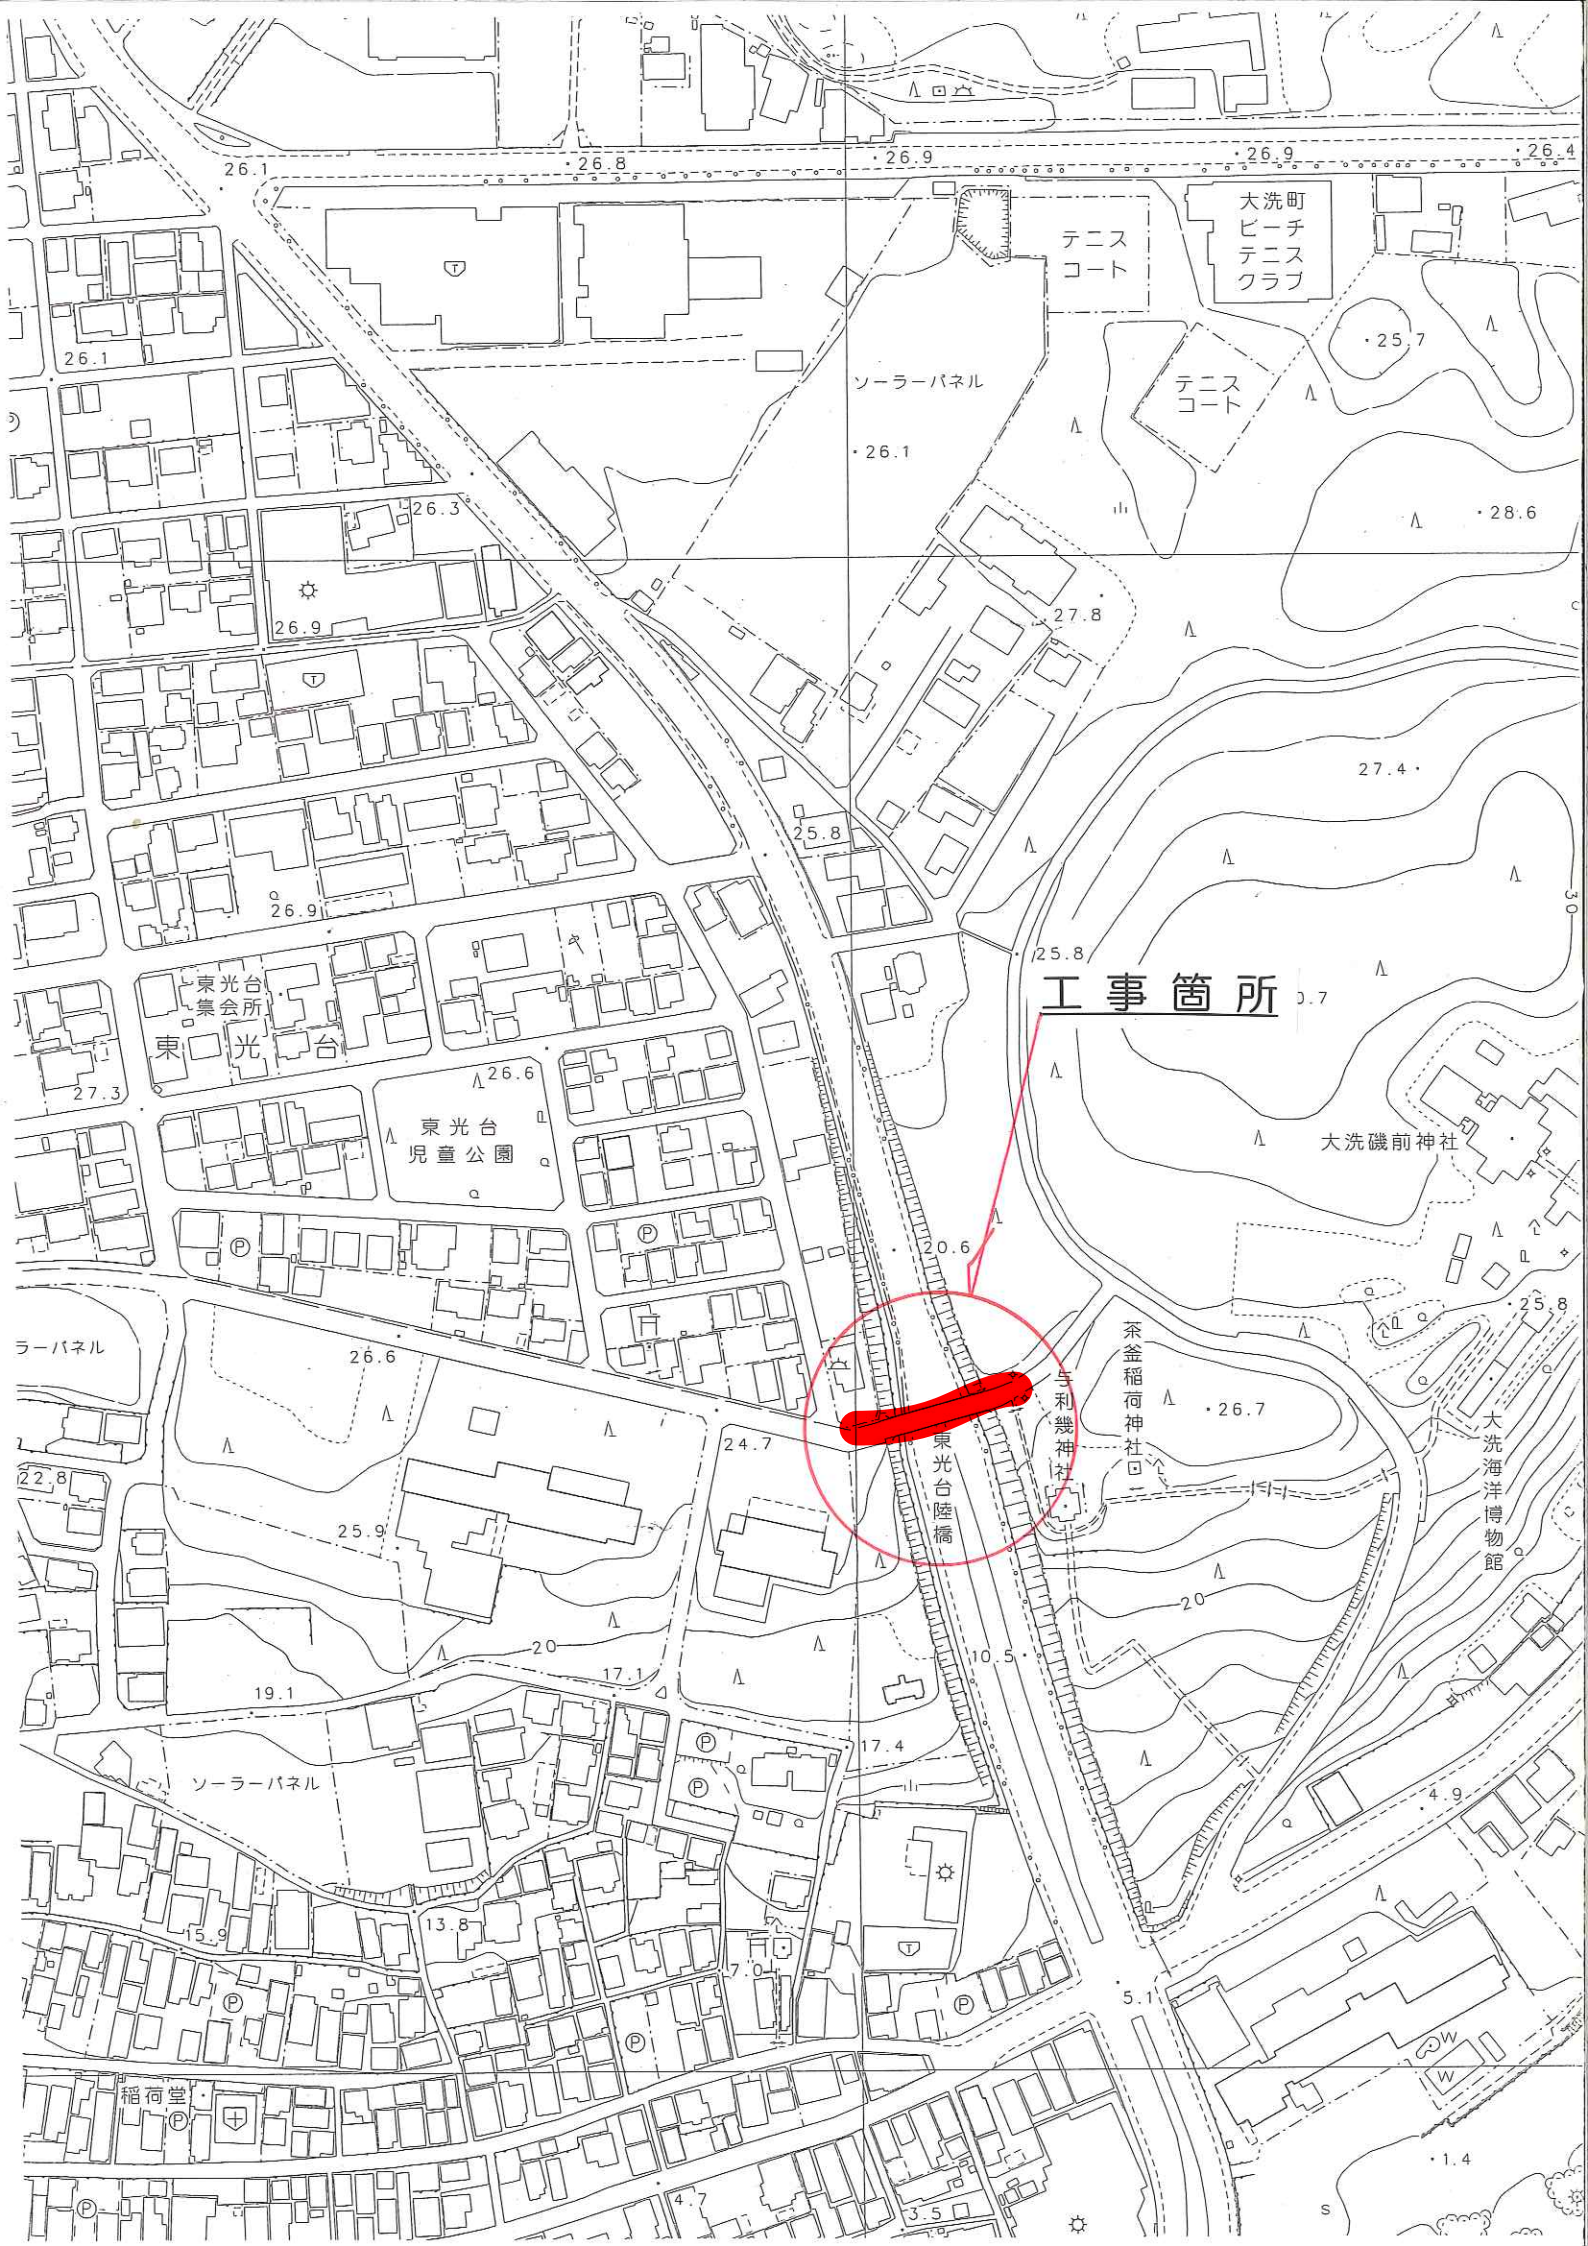 26.1
26.8
26.9
26.9
26.4
大洗町
ビーチ
テニス
クラブ
テニス
コート
26.1
25.7
ソーラーパネル
テニス
コート
26.1
26.3
28.6
26.9
27.8
27.4
25.8
30
26.9
25.8
東光台
集会所
工事箇所
0.7
東光台
27.3
26.6
東光台
児童公園
大洗磯前神社
P
P
20.6
25.8
ラーパネル
26.6
茶釜稲荷神社
与利幾神社
26.7
大洗海洋博物館
24.7
東光台陸橋
22.8
25.9
20
20
10.5
17.1
19.1
17.4
P
P
ソーラーパネル
4.9
13.8
15.9
7.0
P
P
P
5.1
W
W
稲荷堂
P
1.4
P
4.7
3.5
S